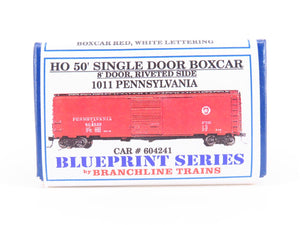 BOXCAR RED, WHITE LETTERING
HO 50' SINGLE DOOR BOXCAR
8' DOOR, RIVETED SIDE
1011 PENNSYLVANIA
PENNSYLVANIA
CAR # 604241
BLUEPRINT SERIES
by BRANCHLINE TRAINS